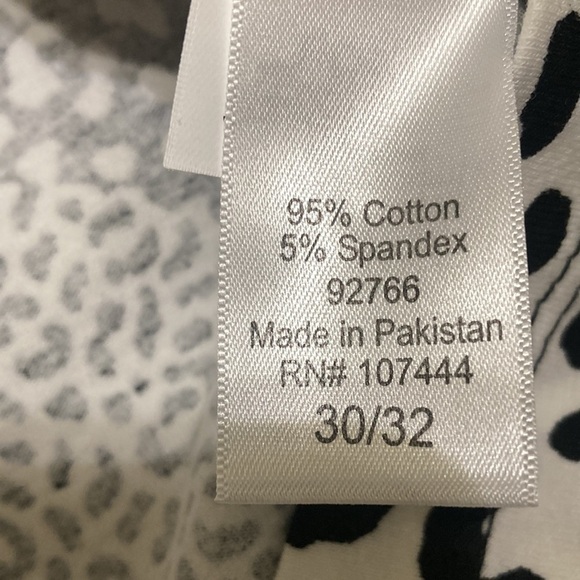 95% Cotton
5% Spandex
92766
Made in Pakistan
RN# 107444
30/32